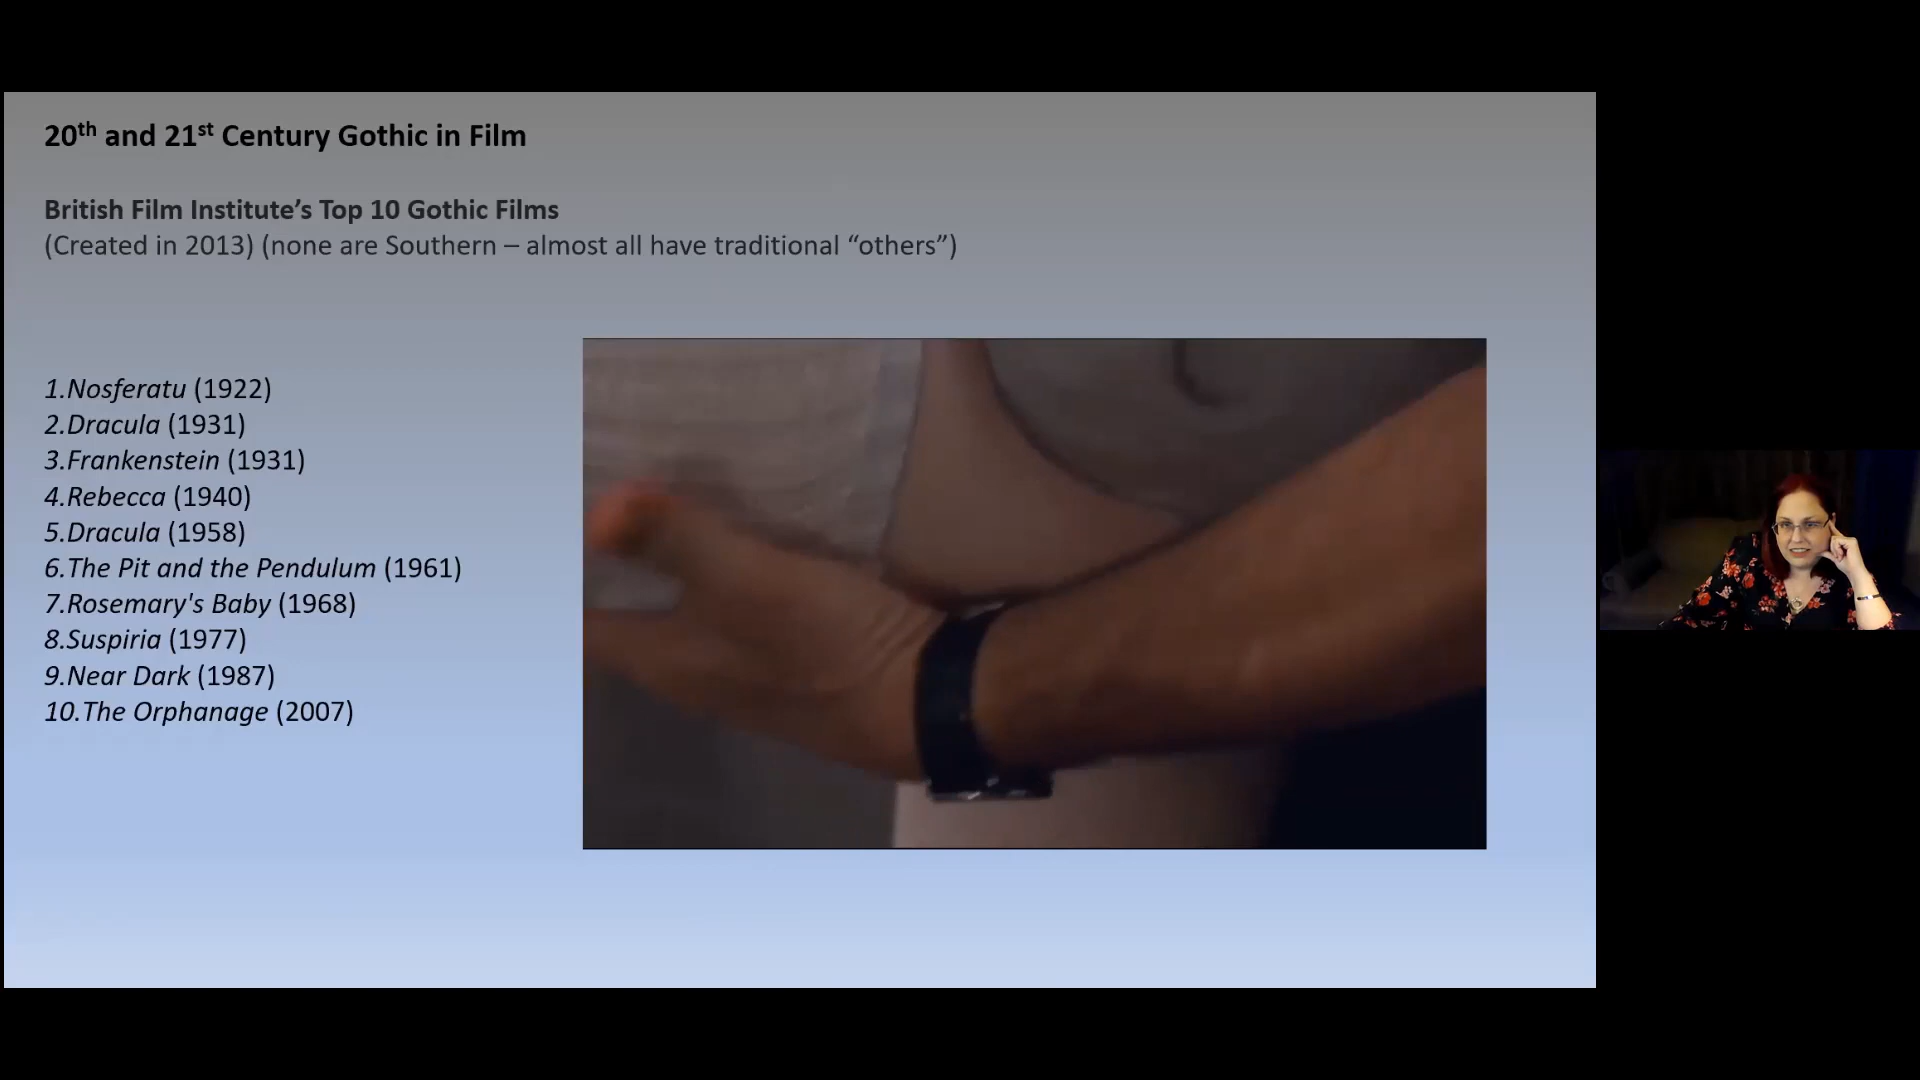 20th and 21st Century Gothic in Film
British Film Institute’s Top 10 Gothic Films
(Created in 2013) (none are Southern – almost all have traditional “others”)
1.Nosferatu (1922)
2.Dracula (1931)
3.Frankenstein (1931)
4.Rebecca (1940)
5.Dracula (1958)
6.The Pit and the Pendulum (1961)
7.Rosemary's Baby (1968)
8.Suspiria (1977)
9.Near Dark (1987)
10.The Orphanage (2007)